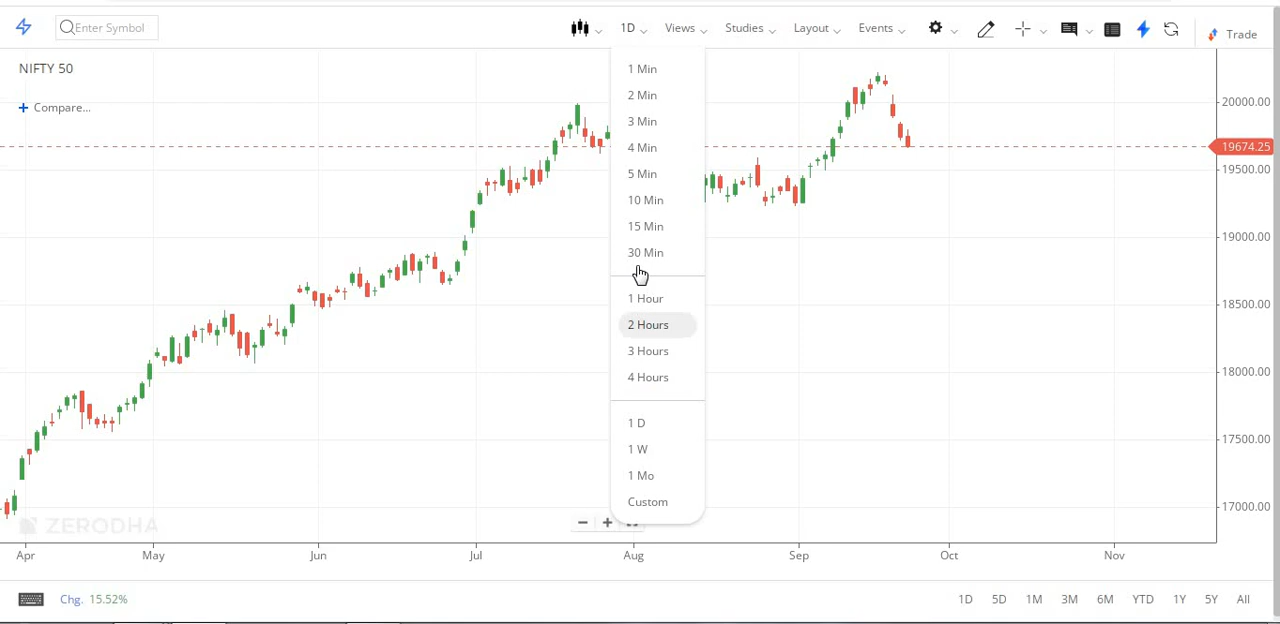 Enter Symbol
1D
Views
Studies
Layout
Events
Trade
NIFTY 50
Compare...
1 Min
2 Min
3 Min
4 Min
5 Min
10 Min
15 Min
30 Min
1 Hour
2 Hours
3 Hours
4 Hours
1 D
1 W
1 Mo
Custom
20000.00
19674.25
19500.00
19000.00
18500.00
18000.00
17500.00
17000.00
ZERODHA
Apr May Jun Jul Aug Sep Oct Nov
Chg. 15.52%
1D 5D 1M 3M 6M YTD 1Y 5Y All